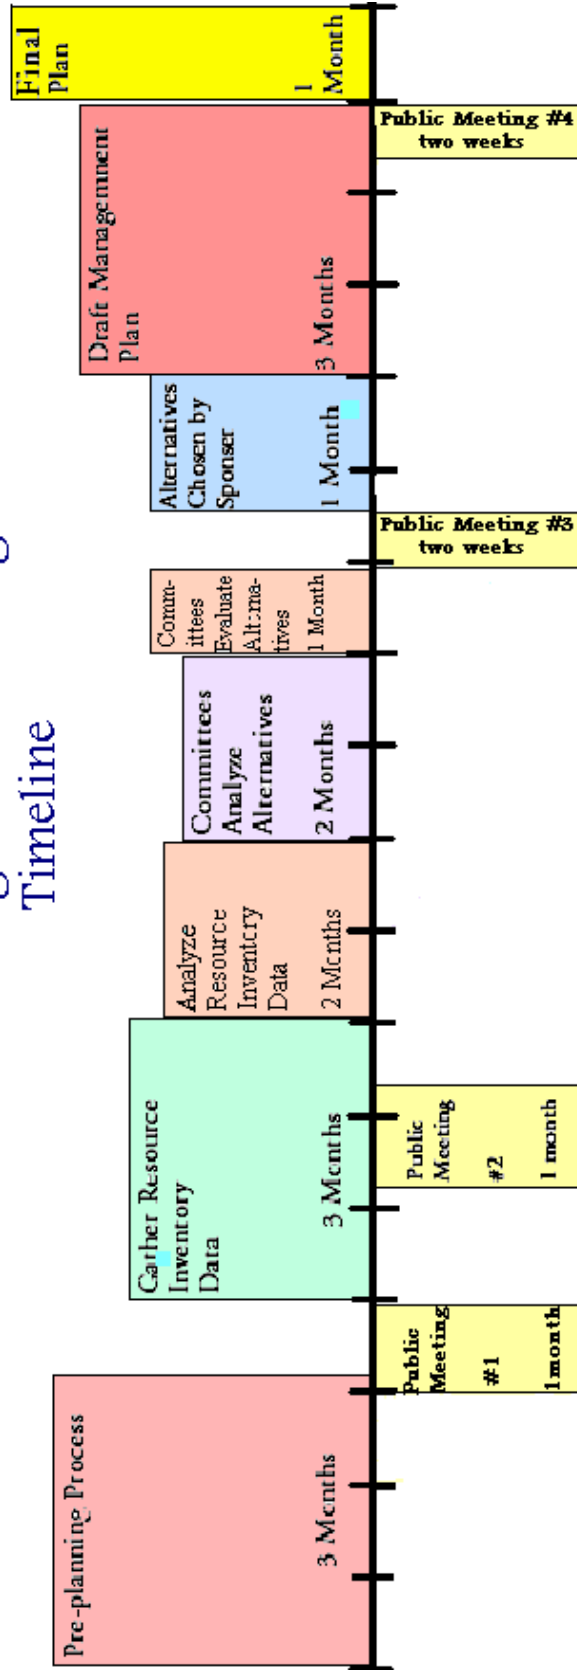 Timeline
Pre-planning Process
3 Months
Public
Meeting
#1
1month
Gather Resource
Inventory
Data
3 Months
Public
Meeting
#2
1 month
Analyze
Resource
Inventory
Data
2 Months
Committees
Analyze
Alternatives
2 Months
Comm-
ittees
Evaluate
Alterna-
tives
1 Month
Public Meeting #3
two weeks
Alternatives
Chosen by
Sponser
1 Month
Draft Management
Plan
3 Months
Public Meeting #4
two weeks
Final
Plan
1
Month